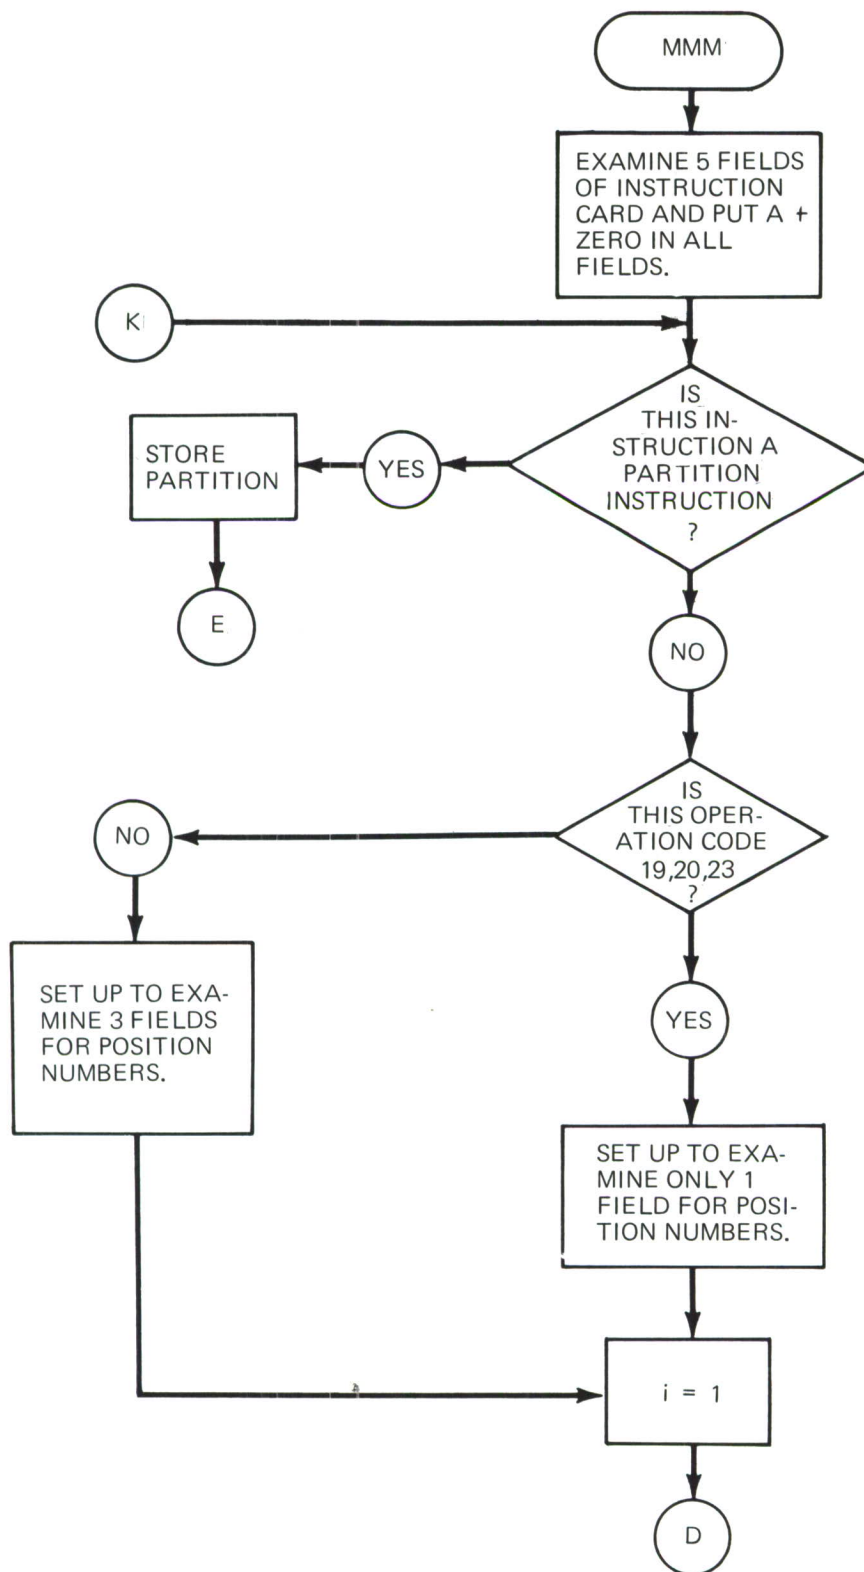 MMM
EXAMINE 5 FIELDS
OF INSTRUCTION
CARD AND PUT A +
ZERO IN ALL
FIELDS.
K
IS
THIS IN-
STRUCTION A
PARTITION
INSTRUCTION
?
YES
STORE
PARTITION
E
NO
IS
THIS OPER-
ATION CODE
19,20,23
?
NO
SET UP TO EXA-
MINE 3 FIELDS
FOR POSITION
NUMBERS.
YES
SET UP TO EXA-
MINE ONLY 1
FIELD FOR POSI-
TION NUMBERS.
i = 1
D